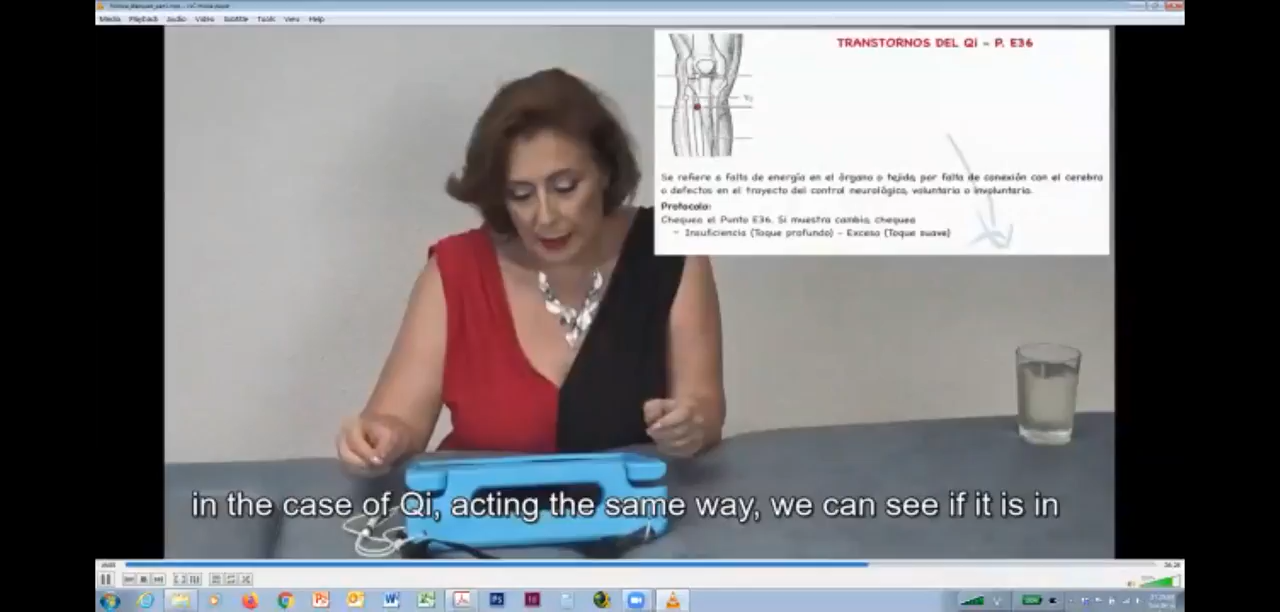 Media Playback Audio Video Subtitle Tools View Help
TRANSTORNOS DEL Qi - P. E36
Se refiere a falta de energía en el órgano o tejido, por falta de conexión con el cerebro
o defectos en el trayecto del control neurológico, voluntario o involuntario.
Protocolo:
Chequea el Punto E36. Si muestra cambio, chequea
- Insuficiencia (Toque profundo) - Exceso (Toque suave)
in the case of Qi, acting the same way, we can see if it is in